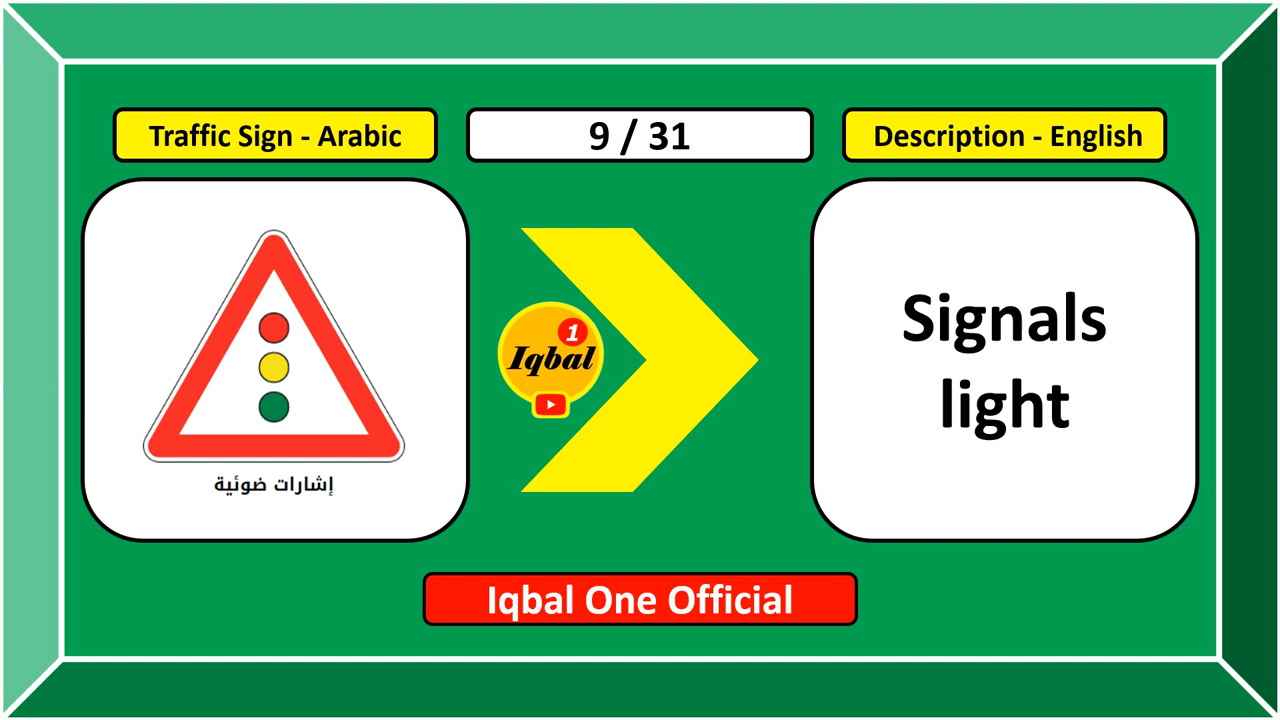 Traffic Sign - Arabic
9 / 31
Description - English
إشارات ضوئية
1
Iqbal
Signals
light
Iqbal One Official